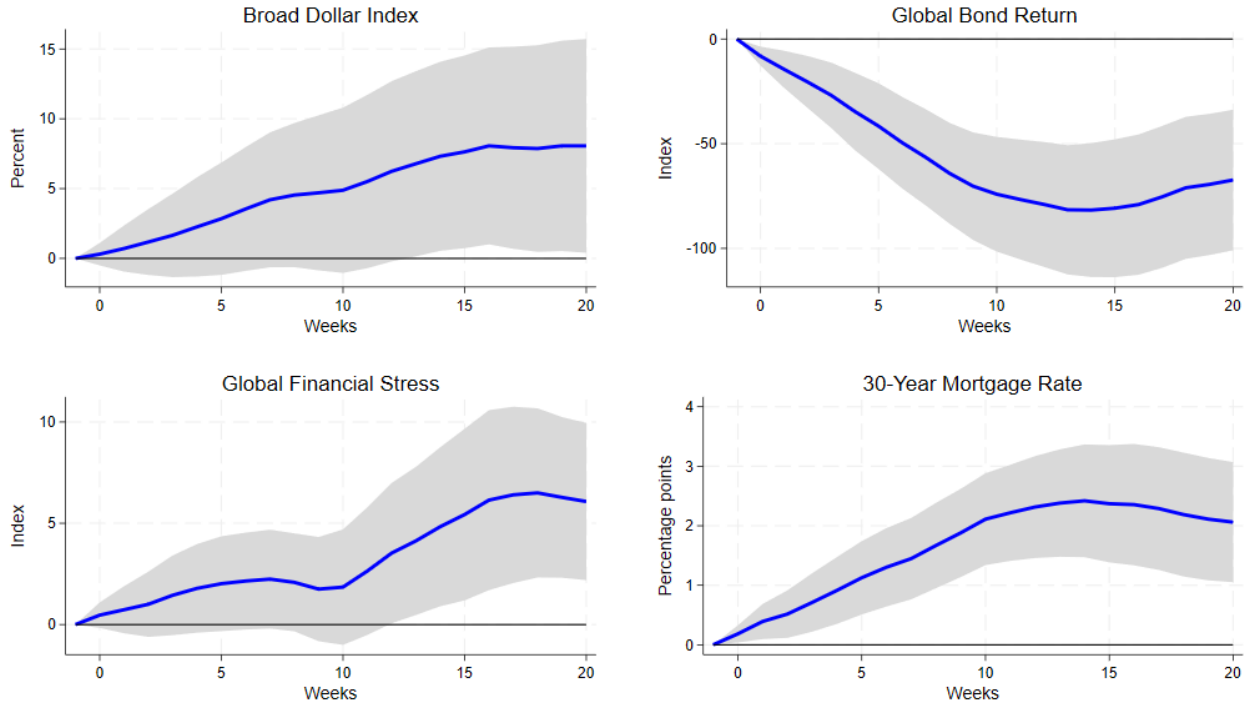 Broad Dollar Index
Percent
15
10
5
0
0 5 10 15 20
Weeks
Global Bond Return
Index
0
-50
-100
0 5 10 15 20
Weeks
Global Financial Stress
Index
10
5
0
0 5 10 15 20
Weeks
30-Year Mortgage Rate
Percentage points
4
3
2
1
0
0 5 10 15 20
Weeks